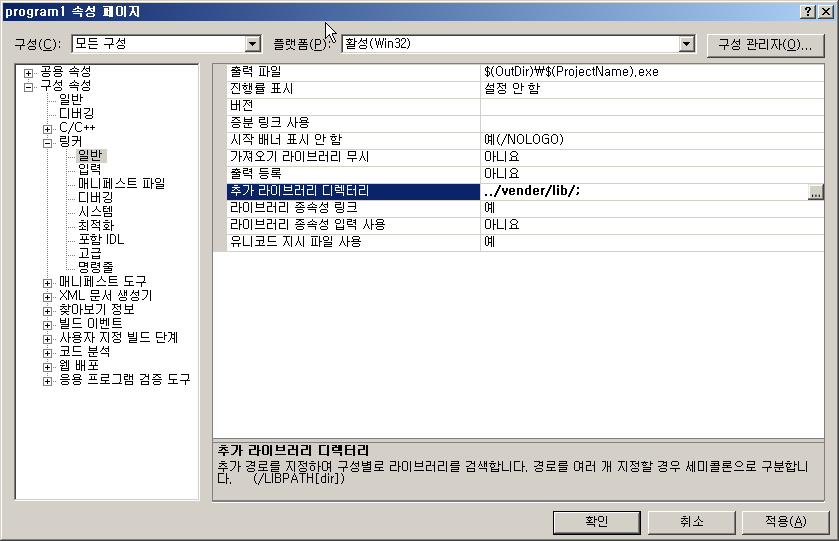 program1 속성 페이지
구성(C): 모든 구성 플랫폼(P): 활성(Win32) 구성 관리자(O)...
공용 속성
구성 속성
일반
디버깅
C/C++
링커
일반
입력
매니페스트 파일
디버깅
시스템
최적화
포함 IDL
고급
명령줄
매니페스트 도구
XML 문서 생성기
찾아보기 정보
빌드 이벤트
사용자 지정 빌드 단계
코드 분석
웹 배포
응용 프로그램 검증 도구
출력 파일 $(OutDir)₩$(ProjectName).exe
진행률 표시 설정 안 함
버전
증분 링크 사용
시작 배너 표시 안 함 예(/NOLOGO)
가져오기 라이브러리 무시 아니요
출력 등록 아니요
추가 라이브러리 디렉터리 ../vender/lib/; ...
라이브러리 종속성 링크 예
라이브러리 종속성 입력 사용 아니요
유니코드 지시 파일 사용 예
추가 라이브러리 디렉터리
추가 경로를 지정하여 구성별로 라이브러리를 검색합니다. 경로를 여러 개 지정할 경우 세미콜론으로 구분합니
다. (/LIBPATH[dir])
확인 취소 적용(A)